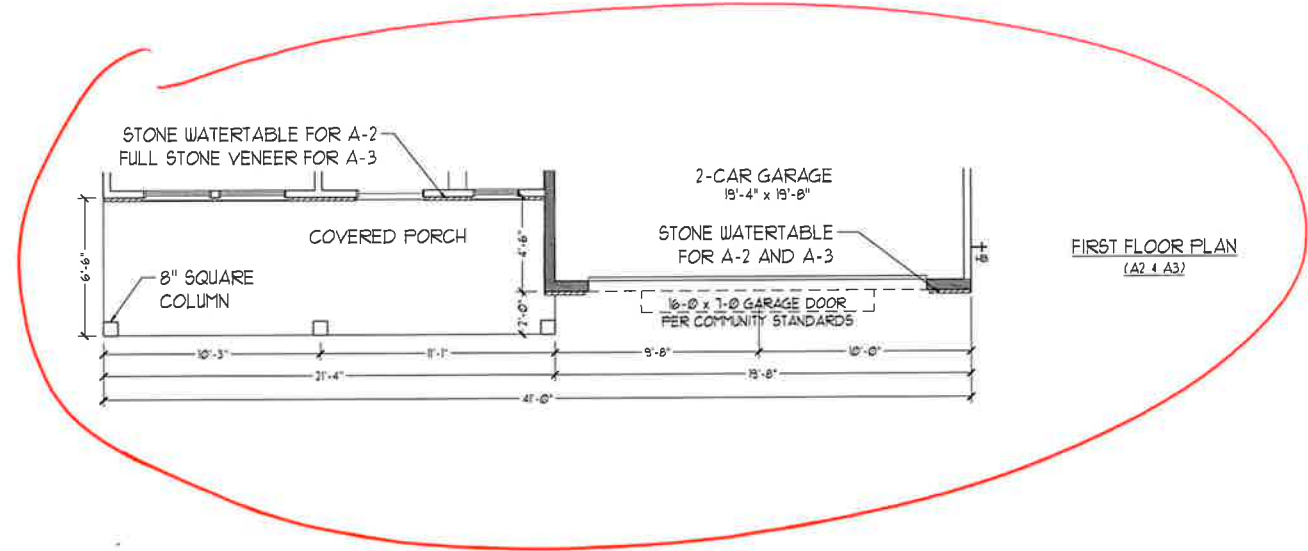 STONE WATERTABLE FOR A-2
FULL STONE VENEER FOR A-3
2-CAR GARAGE
19'-4" x 19'-8"
COVERED PORCH
STONE WATERTABLE
FOR A-2 AND A-3
FIRST FLOOR PLAN
(A2 & A3)
6'-6"
4'-6"
8" SQUARE
COLUMN
2'-0"
16-0 x 7-0 GARAGE DOOR
PER COMMUNITY STANDARDS
10'-3"
11'-1"
9'-8"
10'-0"
21'-4"
19'-8"
41'-0"